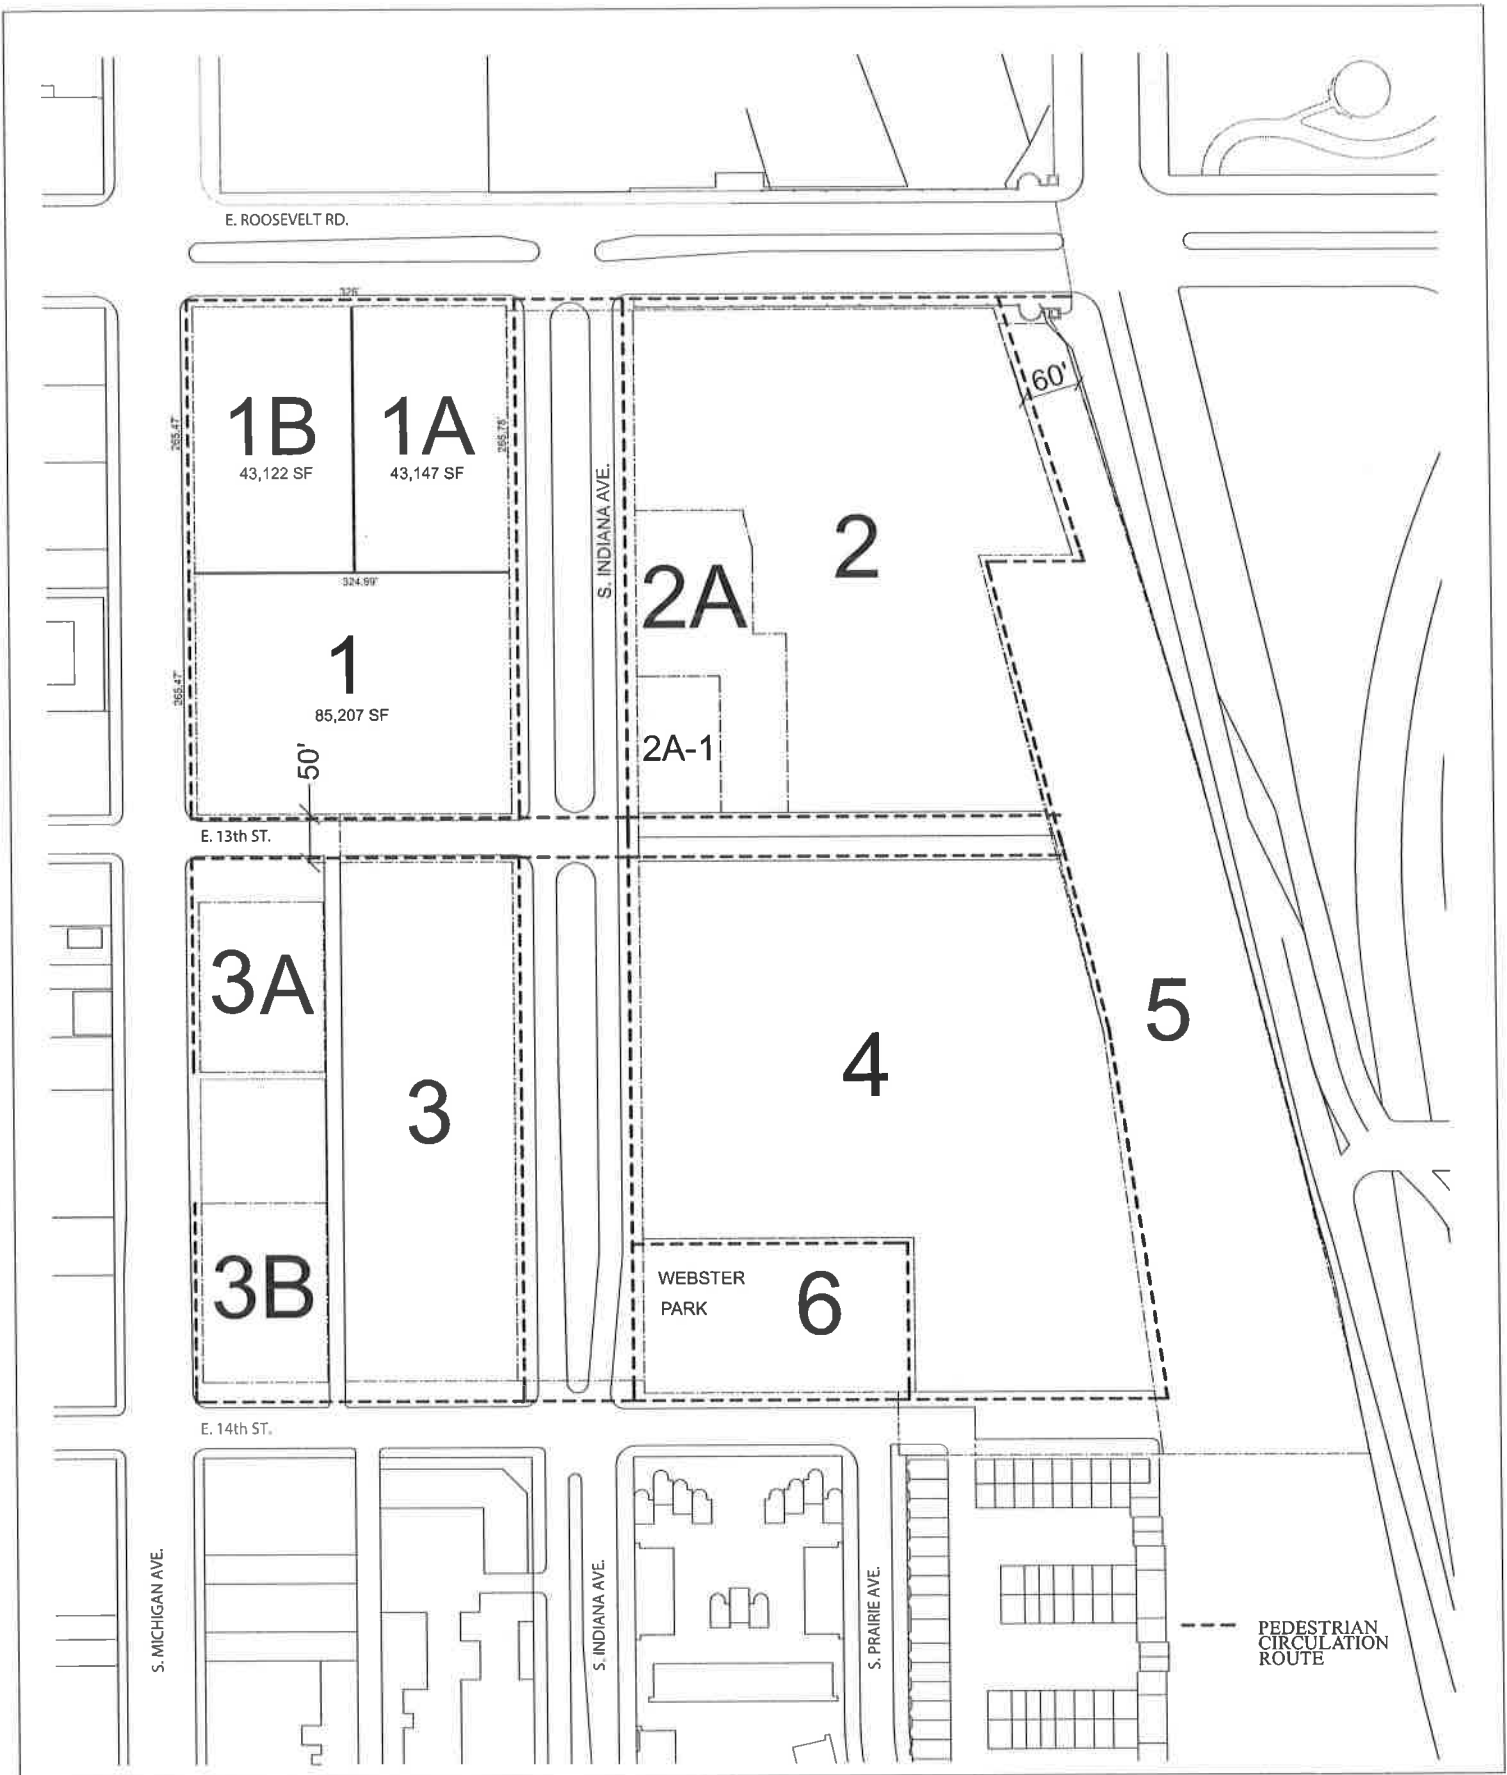 E. ROOSEVELT RD.
326'
1B
43,122 SF
1A
43,147 SF
265.47'
265.75'
60'
S. INDIANA AVE.
2
324.99'
2A
1
85,207 SF
265.47'
50'
2A-1
E. 13th ST.
3A
3
4
5
3B
WEBSTER
PARK
6
E. 14th ST.
S. MICHIGAN AVE.
S. INDIANA AVE.
S. PRAIRIE AVE.
PEDESTRIAN
CIRCULATION
ROUTE